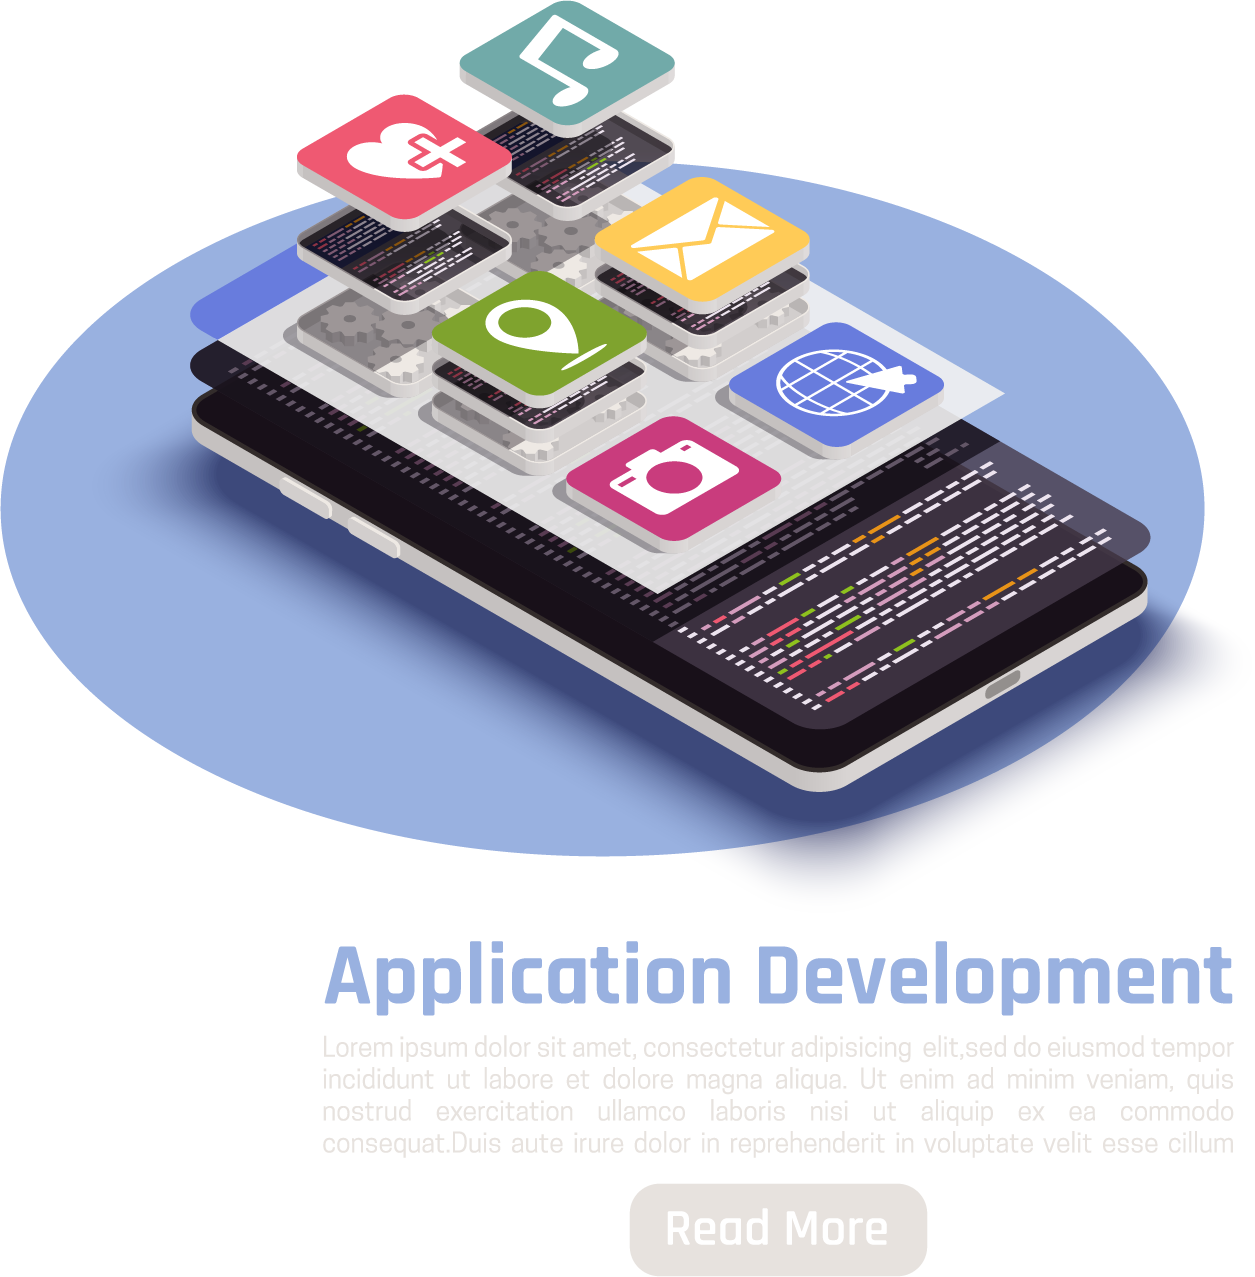 Application Development
Lorem ipsum dolor sit amet, consectetur adipisicing elit,sed do eiusmod tempor
incididunt ut labore et dolore magna aliqua. Ut enim ad minim veniam, quis
nostrud exercitation ullamco laboris nisi ut aliquip ex ea commodo
consequat.Duis aute irure dolor in reprehenderit in voluptate velit esse cillum
Read More